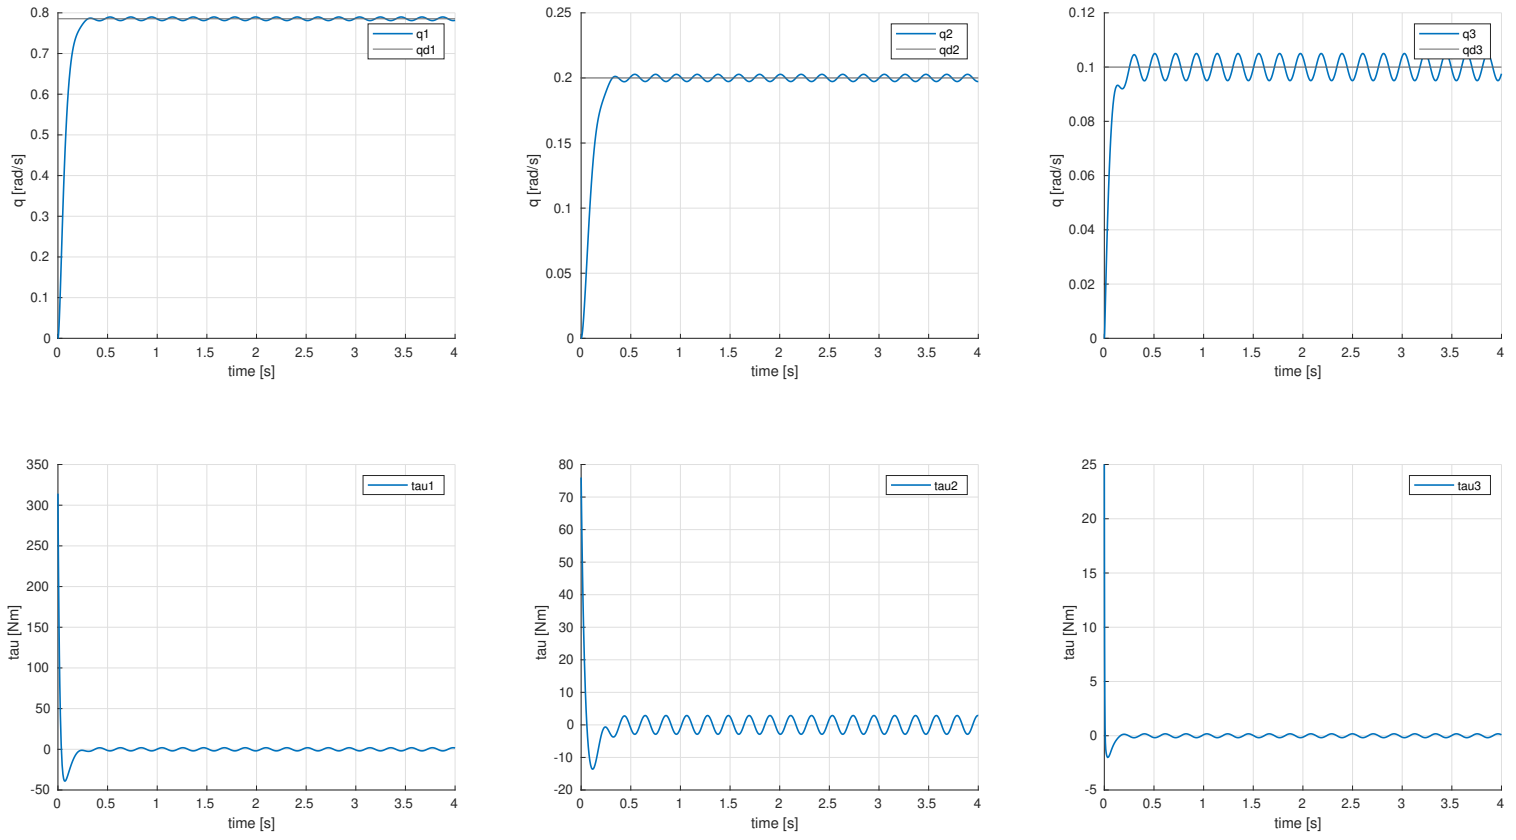 0.8
0.7
0.6
0.5
0.4
0.3
0.2
0.1
0
q [rad/s]
0 0.5 1 1.5 2 2.5 3 3.5 4
time [s]
q1
qd1
0.25
0.2
0.15
0.1
0.05
0
q [rad/s]
0 0.5 1 1.5 2 2.5 3 3.5 4
time [s]
q2
qd2
0.12
0.1
0.08
0.06
0.04
0.02
0
q [rad/s]
0 0.5 1 1.5 2 2.5 3 3.5 4
time [s]
q3
qd3
350
300
250
200
150
100
50
0
-50
tau [Nm]
0 0.5 1 1.5 2 2.5 3 3.5 4
time [s]
tau1
80
70
60
50
40
30
20
10
0
-10
-20
tau [Nm]
0 0.5 1 1.5 2 2.5 3 3.5 4
time [s]
tau2
25
20
15
10
5
0
-5
tau [Nm]
0 0.5 1 1.5 2 2.5 3 3.5 4
time [s]
tau3